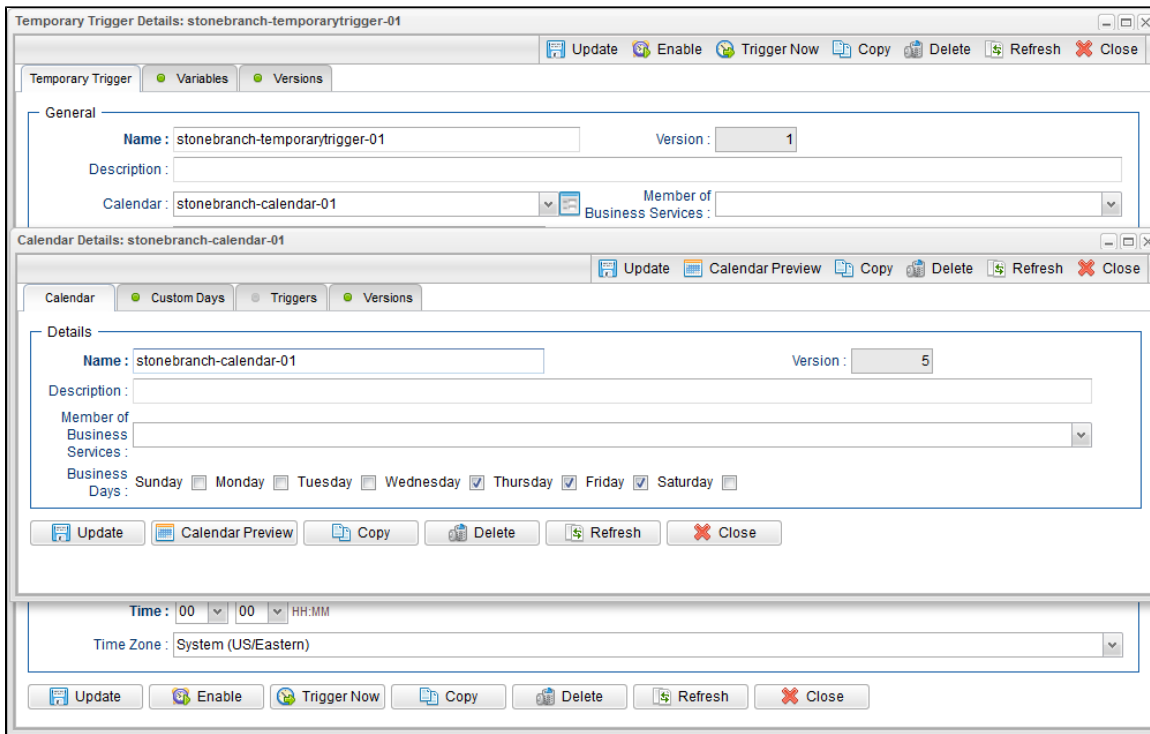 Temporary Trigger Details: stonebranch-temporarytrigger-01
Update Enable Trigger Now Copy Delete Refresh Close
Temporary Trigger Variables Versions
General
Name : stonebranch-temporarytrigger-01 Version : 1
Description :
Calendar : stonebranch-calendar-01 Member of Business Services :
Calendar Details: stonebranch-calendar-01
Update Calendar Preview Copy Delete Refresh Close
Calendar Custom Days Triggers Versions
Details
Name : stonebranch-calendar-01 Version : 5
Description :
Member of
Business
Services :
Business Days : Sunday Monday Tuesday Wednesday Thursday Friday Saturday
Update Calendar Preview Copy Delete Refresh Close
Time : 00 00 HH:MM
Time Zone : System (US/Eastern)
Update Enable Trigger Now Copy Delete Refresh Close